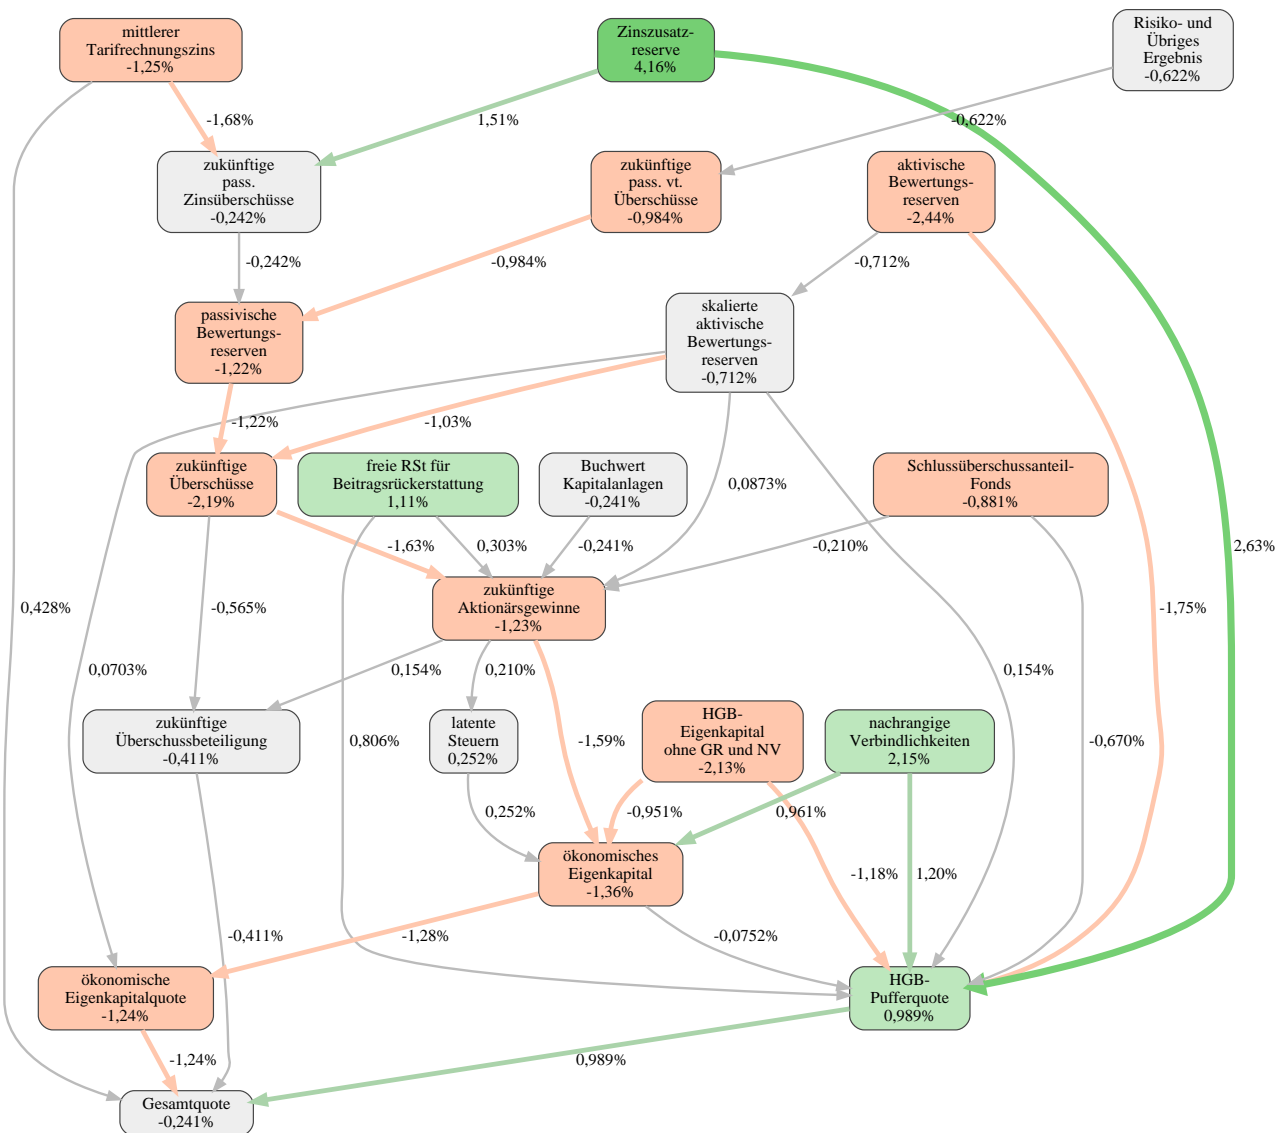 mittlerer
Tarifrechnungszins
-1,25%
Zinszusatz-
reserve
4,16%
Risiko- und
Übriges
Ergebnis
-0,622%
-1,68%
1,51%
-0,622%
zukünftige
pass.
Zinsüberschüsse
-0,242%
zukünftige
pass. vt.
Überschüsse
-0,984%
aktivische
Bewertungs-
reserven
-2,44%
-0,242%
-0,984%
-0,712%
passivische
Bewertungs-
reserven
-1,22%
skalierte
aktivische
Bewertungs-
reserven
-0,712%
-1,22%
-1,03%
zukünftige
Überschüsse
-2,19%
freie RSt für
Beitragsrückerstattung
1,11%
Buchwert
Kapitalanlagen
-0,241%
0,0873%
Schlussüberschussanteil-
Fonds
-0,881%
-1,63%
0,303%
-0,241%
-0,210%
2,63%
zukünftige
Aktionärsgewinne
-1,23%
0,428%
-0,565%
-1,75%
0,0703%
0,154%
0,210%
0,154%
zukünftige
Überschussbeteiligung
-0,411%
0,806%
latente
Steuern
0,252%
-1,59%
HGB-
Eigenkapital
ohne GR und NV
-2,13%
nachrangige
Verbindlichkeiten
2,15%
-0,670%
0,252%
-0,951%
0,961%
ökonomisches
Eigenkapital
-1,36%
-1,18%
1,20%
-0,411%
-1,28%
-0,0752%
ökonomische
Eigenkapitalquote
-1,24%
HGB-
Pufferquote
0,989%
-1,24%
0,989%
Gesamtquote
-0,241%